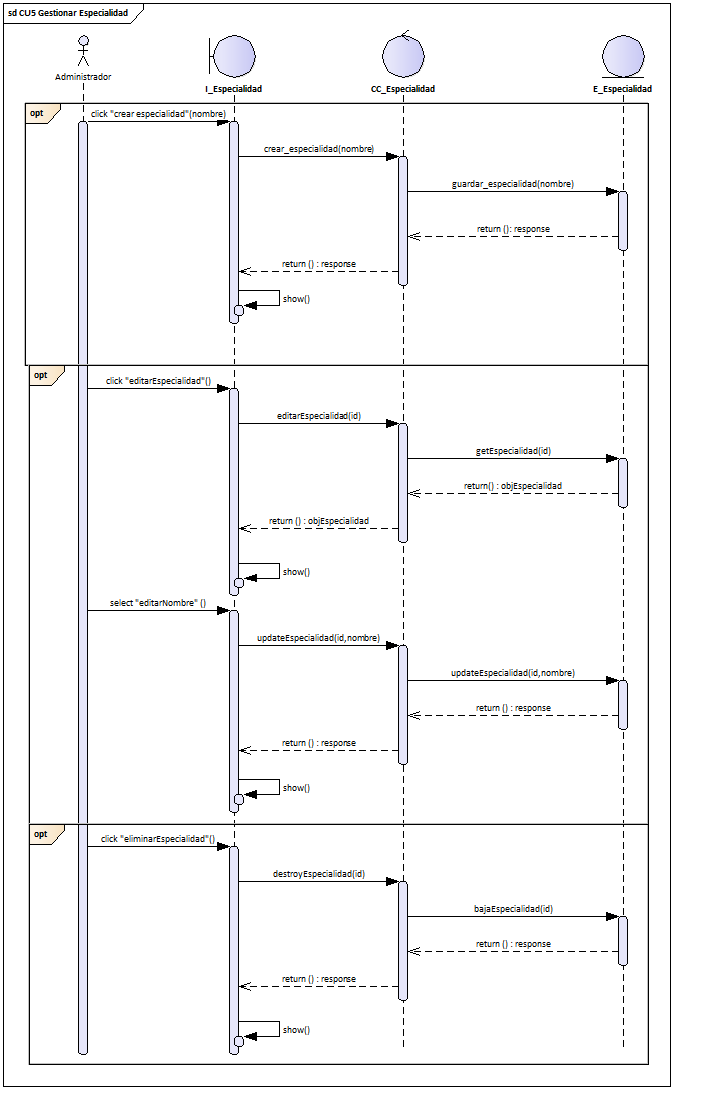 sd CU5 Gestionar Especialidad
Administrador
I_Especialidad
CC_Especialidad
E_Especialidad
opt
click "crear especialidad"(nombre)
crear_especialidad(nombre)
guardar_especialidad(nombre)
return (): response
return () : response
show()
opt
click "editarEspecialidad"()
editarEspecialidad(id)
getEspecialidad(id)
return() : objEspecialidad
return () : objEspecialidad
show()
select "editarNombre" ()
updateEspecialidad(id,nombre)
updateEspecialidad(id,nombre)
return () : response
return () : response
show()
opt
click "eliminarEspecialidad"()
destroyEspecialidad(id)
bajaEspecialidad(id)
return () : response
return () : response
show()